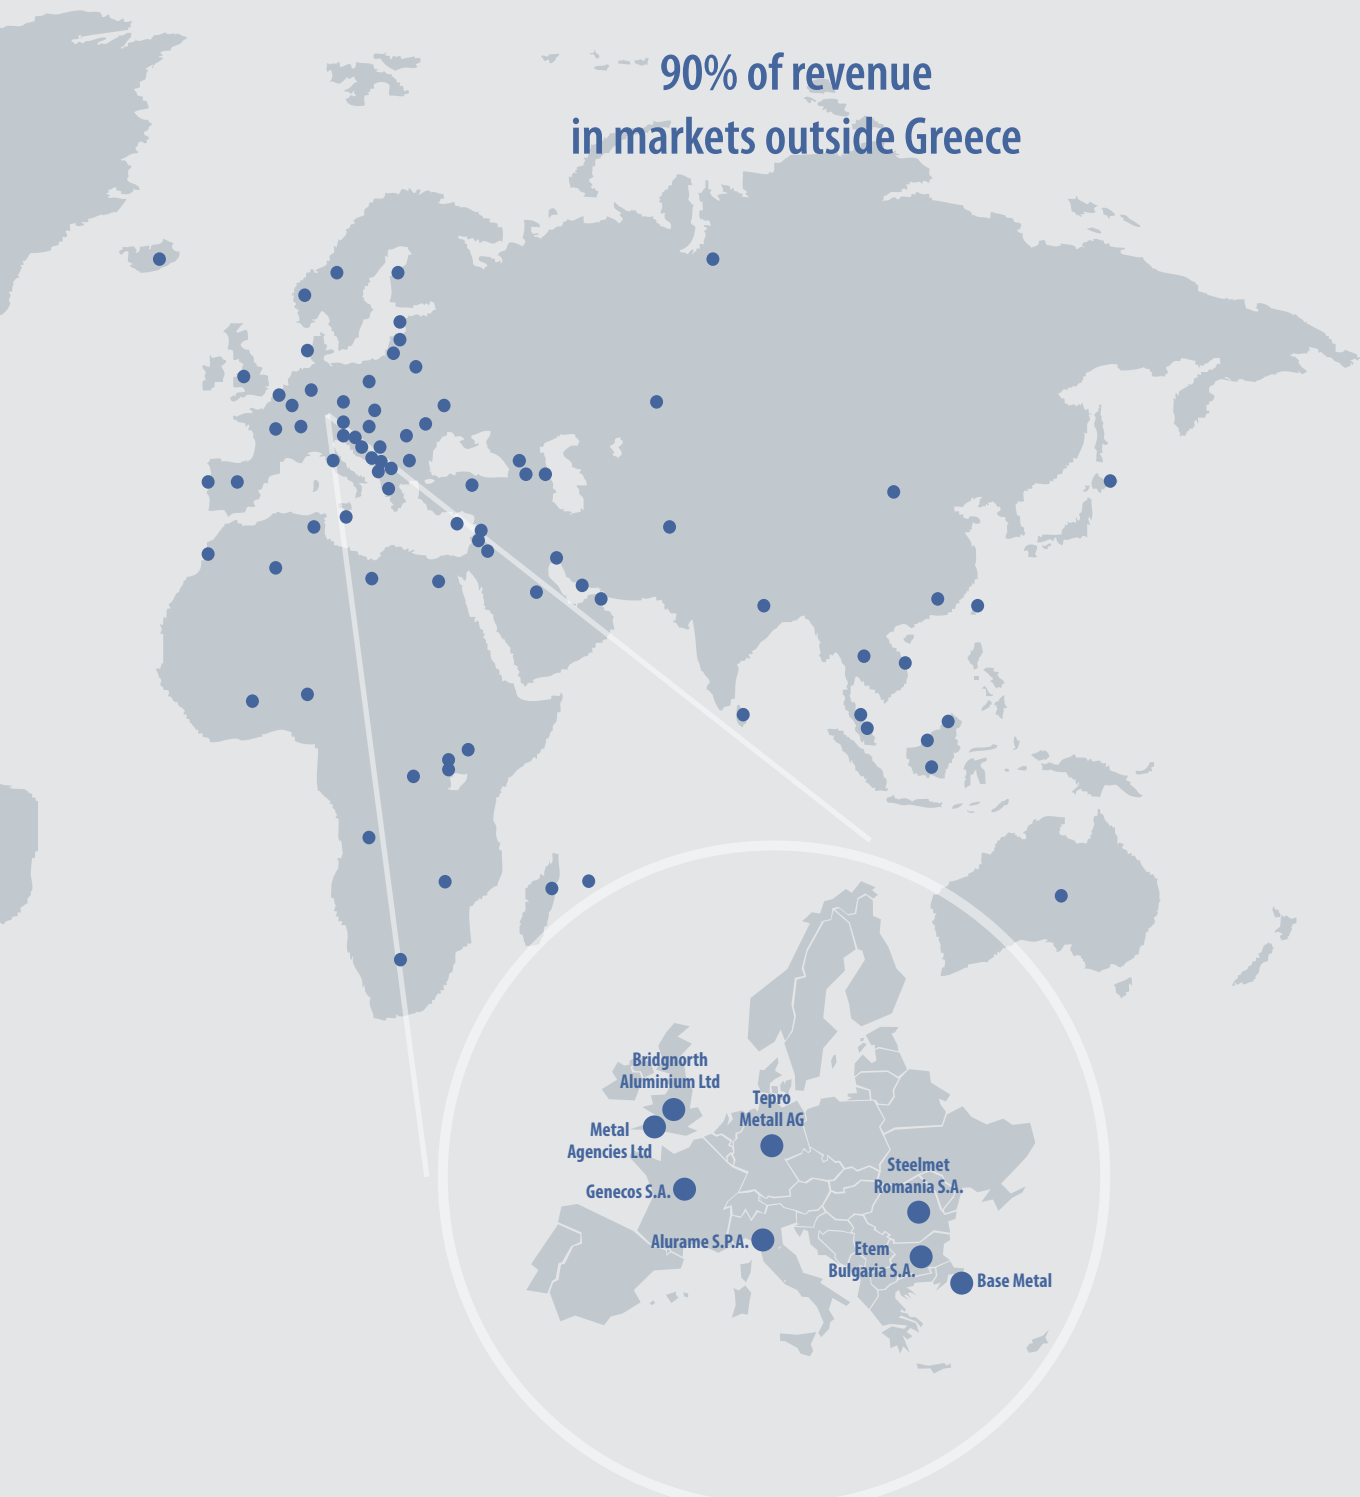 90% of revenue
in markets outside Greece
Bridgnorth
Aluminium Ltd
Tepro
Metall AG
Metal
Agencies Ltd
Steelmet
Romania S.A.
Genecos S.A.
Alurame S.P.A.
Etem
Bulgaria S.A.
Base Metal